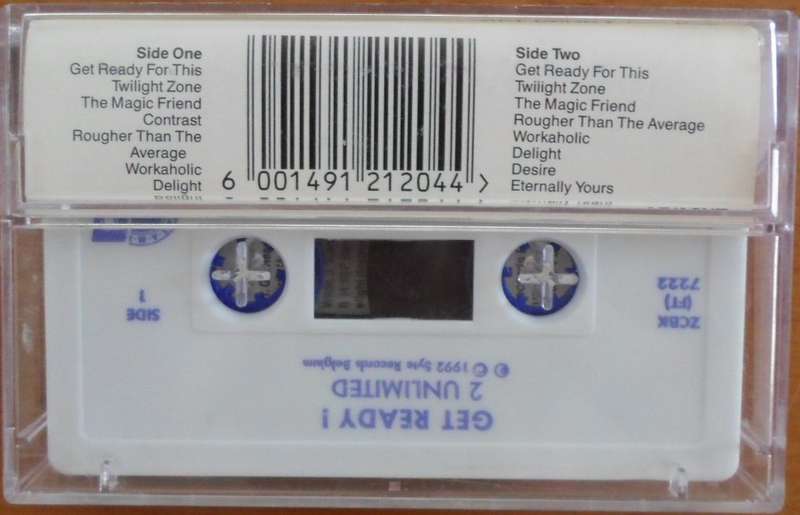 Side One
Get Ready For This
Twilight Zone
The Magic Friend
Contrast
Rougher Than The
Average
Workaholic
Delight
6 001491 212044 >
Side Two
Get Ready For This
Twilight Zone
The Magic Friend
Rougher Than The Average
Workaholic
Delight
Desire
Eternally Yours
GET READY !
2 UNLIMITED
℗ © 1992 Byte Records Belgium
SIDE
1
ZCBK
(FT)
7222